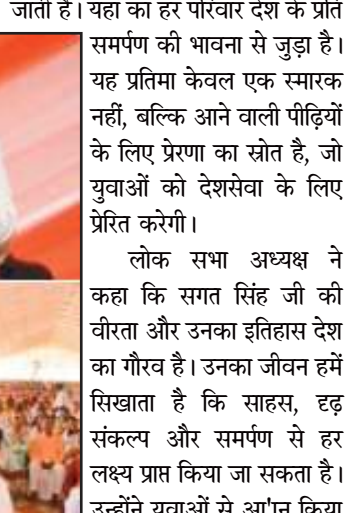 जाती है। यहां का हर परिवार देश के प्रति
समर्पण की भावना से जुड़ा है।
यह प्रतिमा केवल एक स्मारक
नहीं, बल्कि आने वाली पीढ़ियों
के लिए प्रेरणा का स्रोत है, जो
युवाओं को देशसेवा के लिए
प्रेरित करेगी।
लोक सभा अध्यक्ष ने
कहा कि सगत सिंह जी की
वीरता और उनका इतिहास देश
का गौरव है। उनका जीवन हमें
सिखाता है कि साहस, दृढ़
संकल्प और समर्पण से हर
लक्ष्य प्राप्त किया जा सकता है।
उन्होंने युवाओं से आ'ान किया